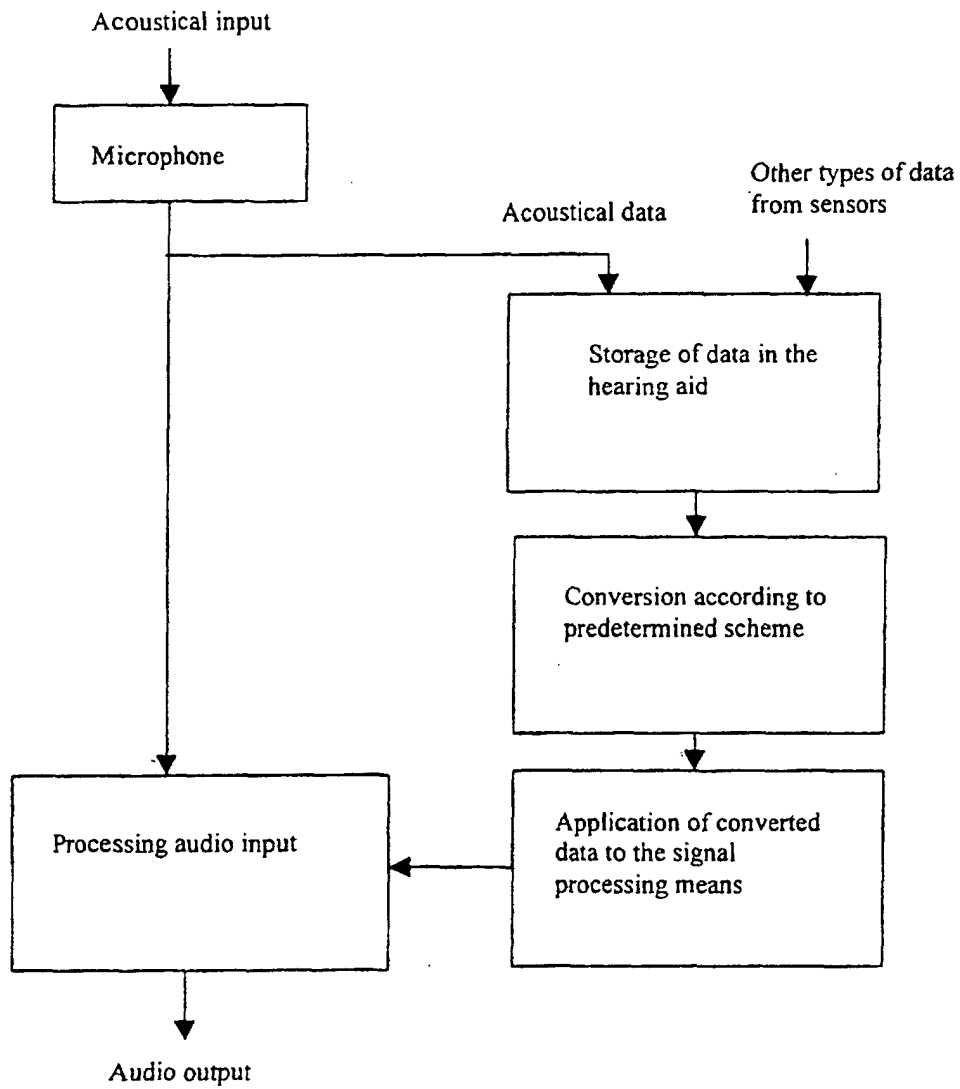 Acoustical input
Microphone
Other types of data
from sensors
Acoustical data
Storage of data in the
hearing aid
Conversion according to
predetermined scheme
Processing audio input
Application of converted
data to the signal
processing means
Audio output